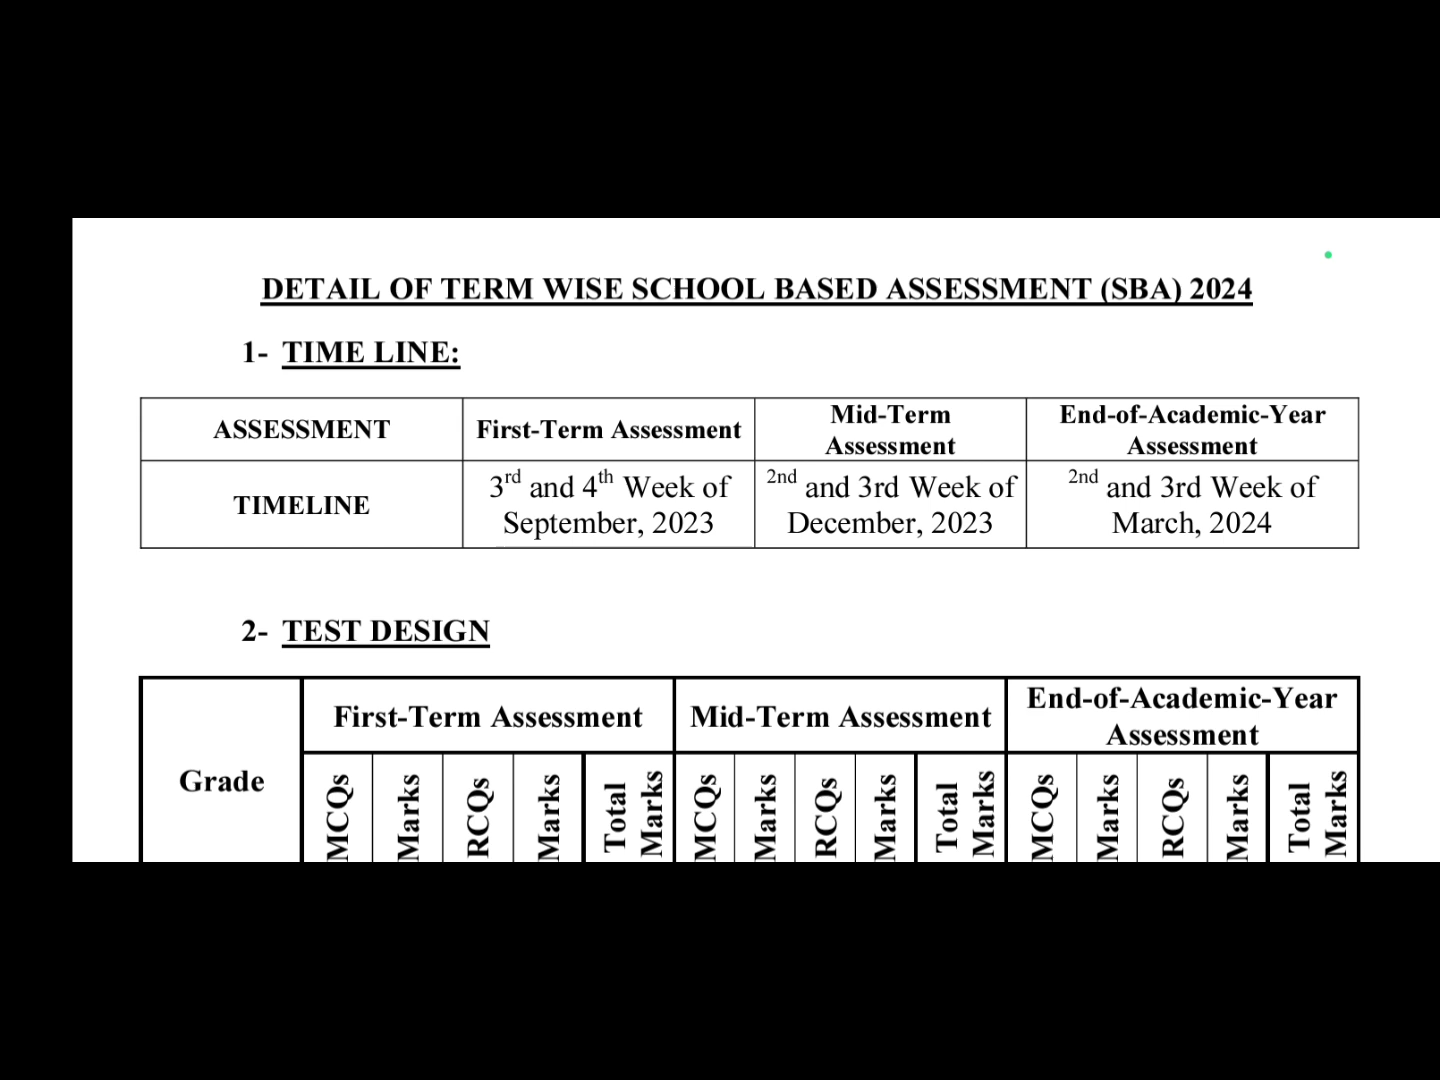 DETAIL OF TERM WISE SCHOOL BASED ASSESSMENT (SBA) 2024
1- TIME LINE:
ASSESSMENT
First-Term Assessment
Mid-Term
Assessment
End-of-Academic-Year
Assessment
TIMELINE
3rd and 4th Week of
September, 2023
2nd and 3rd Week of
December, 2023
2nd and 3rd Week of
March, 2024
2- TEST DESIGN
Grade
First-Term Assessment
Mid-Term Assessment
End-of-Academic-Year
Assessment
MCQs
Marks
RCQs
Marks
Total
Marks
MCQs
Marks
RCQs
Marks
Total
Marks
MCQs
Marks
RCQs
Marks
Total
Marks